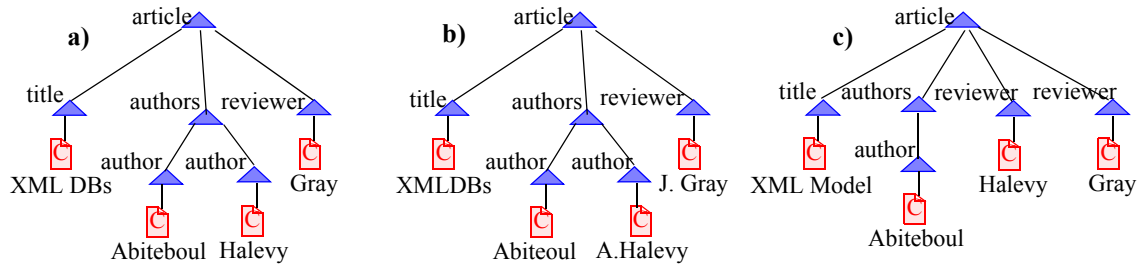 a)
article
title
authors
reviewer
C
XML DBs
author
author
C
Gray
C
Abiteboul
C
Halevy
b)
article
title
authors
reviewer
C
XMLDBs
author
author
C
J. Gray
C
Abiteoul
C
A.Halevy
c)
article
title
authors
reviewer
reviewer
C
XML Model
author
C
Halevy
C
Gray
C
Abiteboul